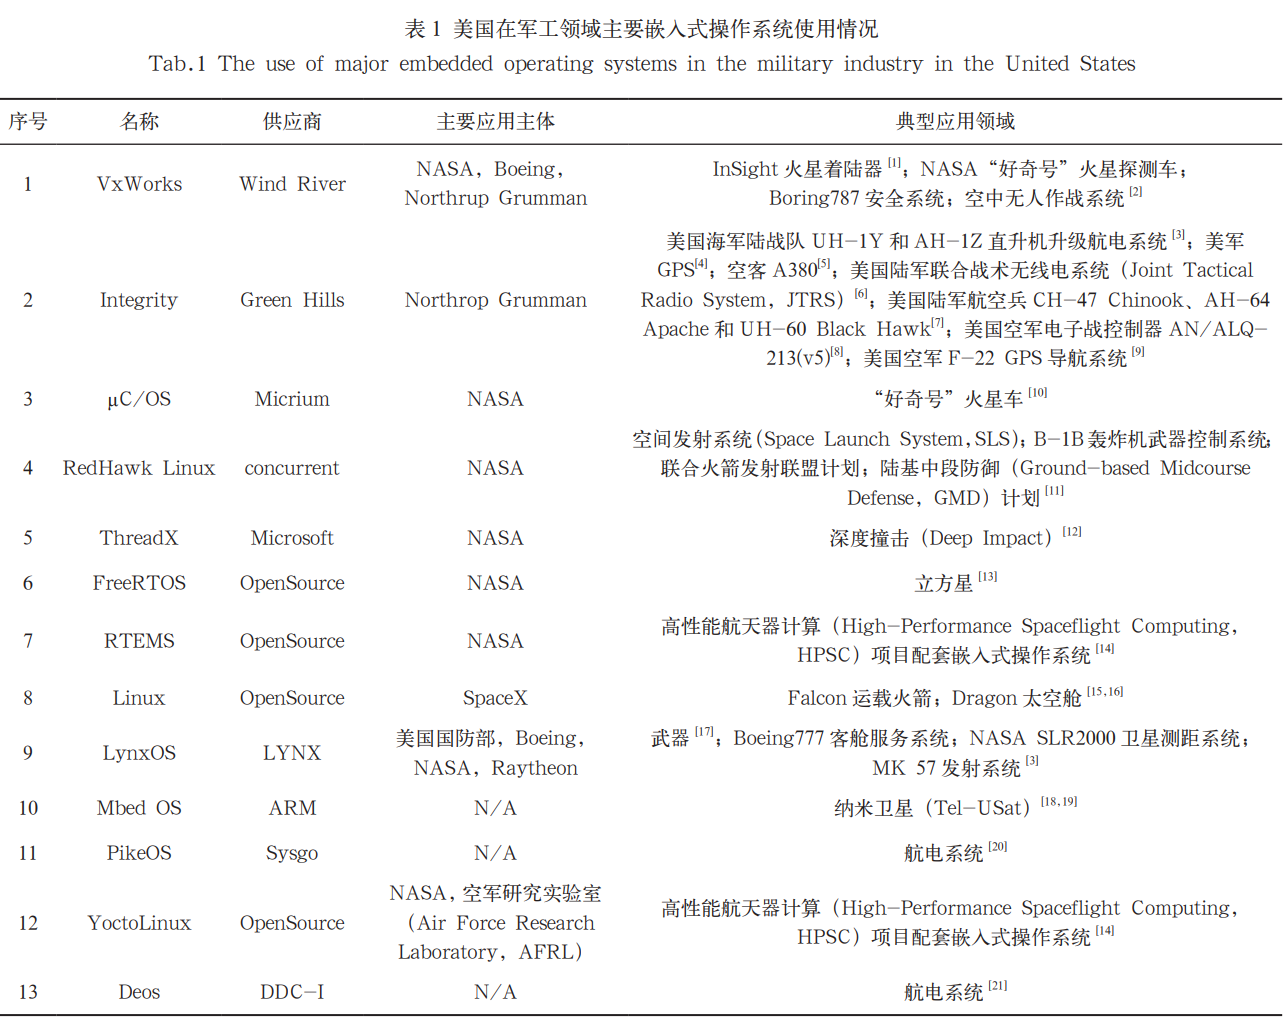 表 1 美国在军工领域主要嵌入式操作系统使用情况
Tab.1 The use of major embedded operating systems in the military industry in the United States
序号 名称 供应商 主要应用主体 典型应用领域
1 VxWorks Wind River NASA, Boeing, Northrup Grumman InSight 火星着陆器[1]；NASA“好奇号”火星探测车；
Boring787 安全系统；空中无人作战系统[2]
2 Integrity Green Hills Northrop Grumman 美国海军陆战队 UH-1Y 和 AH-1Z 直升机升级航电系统[3]；美军
GPS[4]；空客 A380[5]；美国陆军联合战术无线电系统（Joint Tactical
Radio System, JTRS）[6]；美国陆军航空兵 CH-47 Chinook、AH-64
Apache 和 UH-60 Black Hawk[7]；美国空军电子战控制器 AN/ALQ-
213(v5)[8]；美国空军 F-22 GPS 导航系统[9]
3 μC/OS Micrium NASA “好奇号”火星车[10]
4 RedHawk Linux concurrent NASA 空间发射系统(Space Launch System,SLS)；B-1B轰炸机武器控制系统；
联合火箭发射联盟计划；陆基中段防御（Ground-based Midcourse
Defense, GMD）计划[11]
5 ThreadX Microsoft NASA 深度撞击（Deep Impact）[12]
6 FreeRTOS OpenSource NASA 立方星[13]
7 RTEMS OpenSource NASA 高性能航天器计算（High-Performance Spaceflight Computing,
HPSC）项目配套嵌入式操作系统[14]
8 Linux OpenSource SpaceX Falcon 运载火箭；Dragon 太空舱[15,16]
9 LynxOS LYNX 美国国防部, Boeing, NASA, Raytheon 武器[17]；Boeing777 客舱服务系统；NASA SLR2000 卫星测距系统；
MK 57 发射系统[3]
10 Mbed OS ARM N/A 纳米卫星（Tel-USat）[18,19]
11 PikeOS Sysgo N/A 航电系统[20]
12 YoctoLinux OpenSource NASA, 空军研究实验室（Air Force Research Laboratory, AFRL） 高性能航天器计算（High-Performance Spaceflight Computing,
HPSC）项目配套嵌入式操作系统[14]
13 Deos DDC-I N/A 航电系统[21]